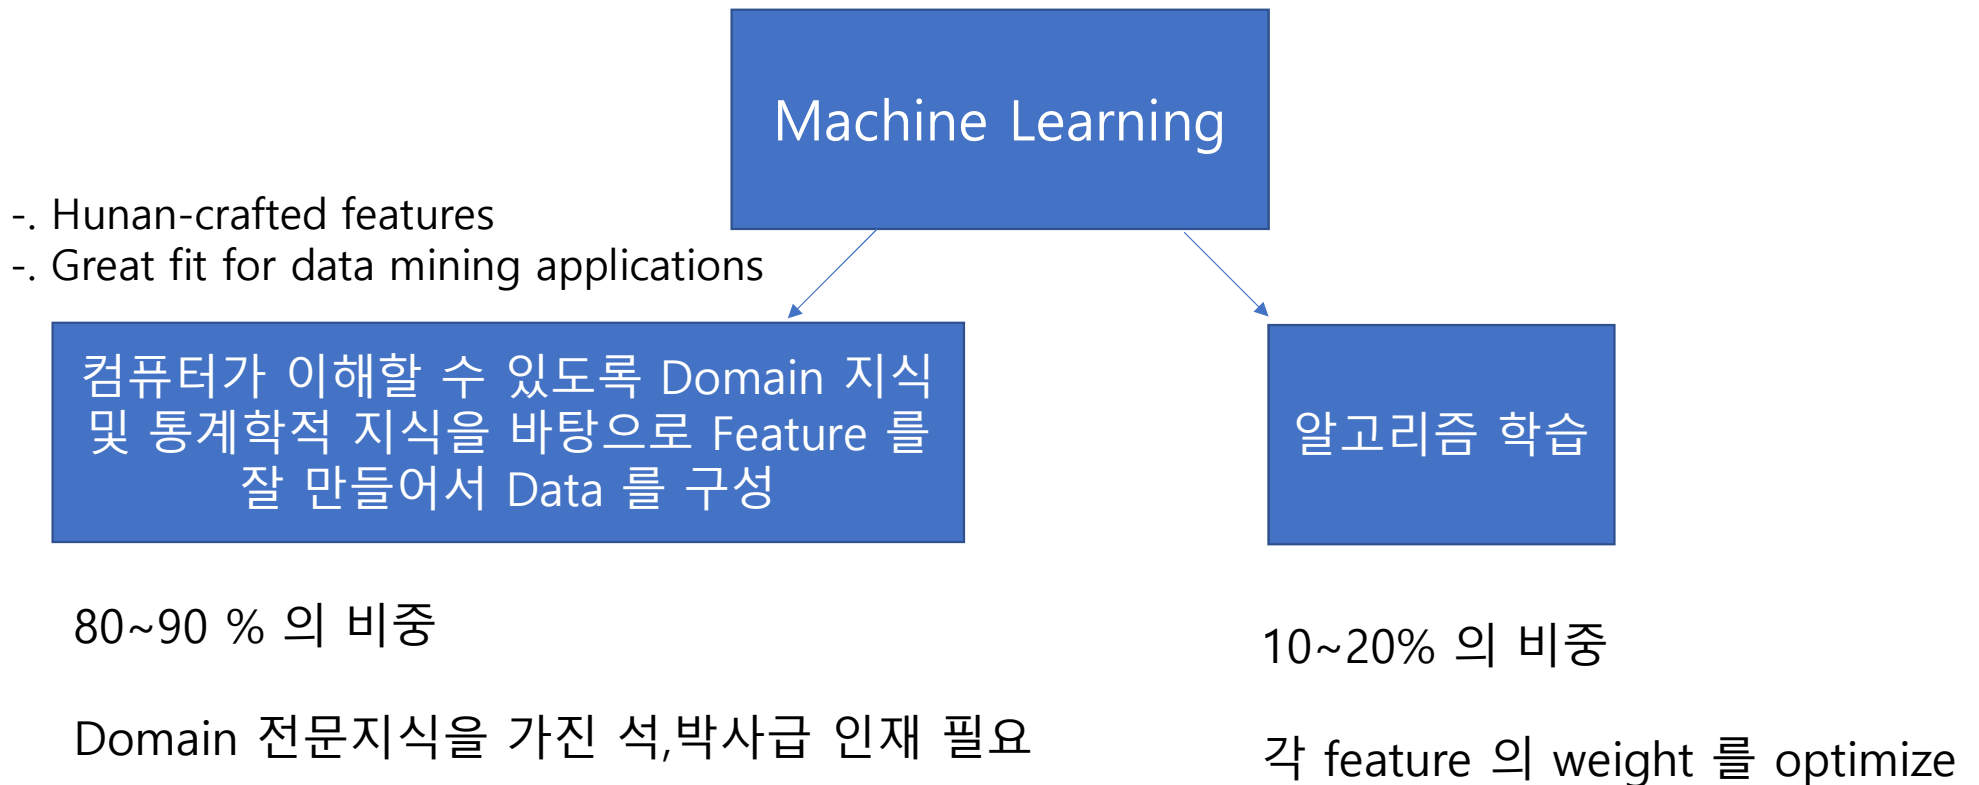 Machine Learning
-. Hunan-crafted features
-. Great fit for data mining applications
컴퓨터가 이해할 수 있도록 Domain 지식
및 통계학적 지식을 바탕으로 Feature 를
잘 만들어서 Data 를 구성
알고리즘 학습
80~90 % 의 비중
Domain 전문지식을 가진 석,박사급 인재 필요
10~20% 의 비중
각 feature 의 weight 를 optimize